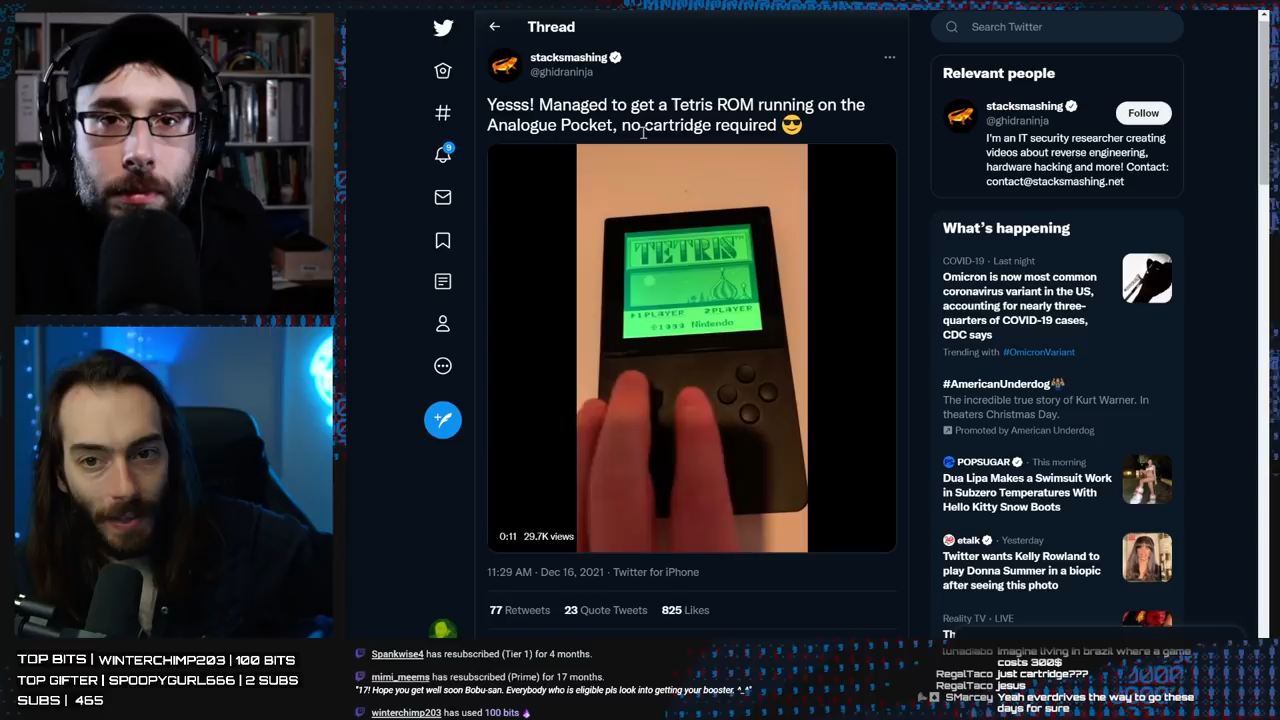 Thread
stacksmashing
@ghidraninja
Yesss! Managed to get a Tetris ROM running on the
Analogue Pocket, no cartridge required 😎
TETRIS
1PLAYER 2PLAYER
©1989 Nintendo
0:11 29.7K views
11:29 AM · Dec 16, 2021 · Twitter for iPhone
77 Retweets 23 Quote Tweets 825 Likes
9
Search Twitter
Relevant people
stacksmashing
@ghidraninja
Follow
I'm an IT security researcher creating
videos about reverse engineering,
hardware hacking and more! Contact:
contact@stacksmashing.net
What's happening
COVID-19 · Last night
Omicron is now most common
coronavirus variant in the US,
accounting for nearly three-
quarters of COVID-19 cases,
CDC says
Trending with #OmicronVariant
#AmericanUnderdog
The incredible true story of Kurt Warner. In
theaters Christmas Day.
Promoted by American Underdog
POPSUGAR · This morning
Dua Lipa Makes a Swimsuit Work
in Subzero Temperatures With
Hello Kitty Snow Boots
etalk · Yesterday
Twitter wants Kelly Rowland to
play Donna Summer in a biopic
after seeing this photo
Reality TV · LIVE
TOP BITS | WINTERCHIMP203 | 100 BITS
TOP GIFTER | SPOOPYGURL666 | 2 SUBS
SUBS | 465
Spankwise4 has resubscribed (Tier 1) for 4 months.
mimi_meems has resubscribed (Prime) for 17 months.
"17! Hope you get well soon Bobu-san. Everybody who is eligible pls look into getting your booster. ^_^"
winterchimp203 has used 100 bits
lunadiabo imagine living in brazil where a game
costs 300$
RegalTaco just cartridge???
RegalTaco jesus
SMarcey Yeah everdrives the way to go these
days for sure